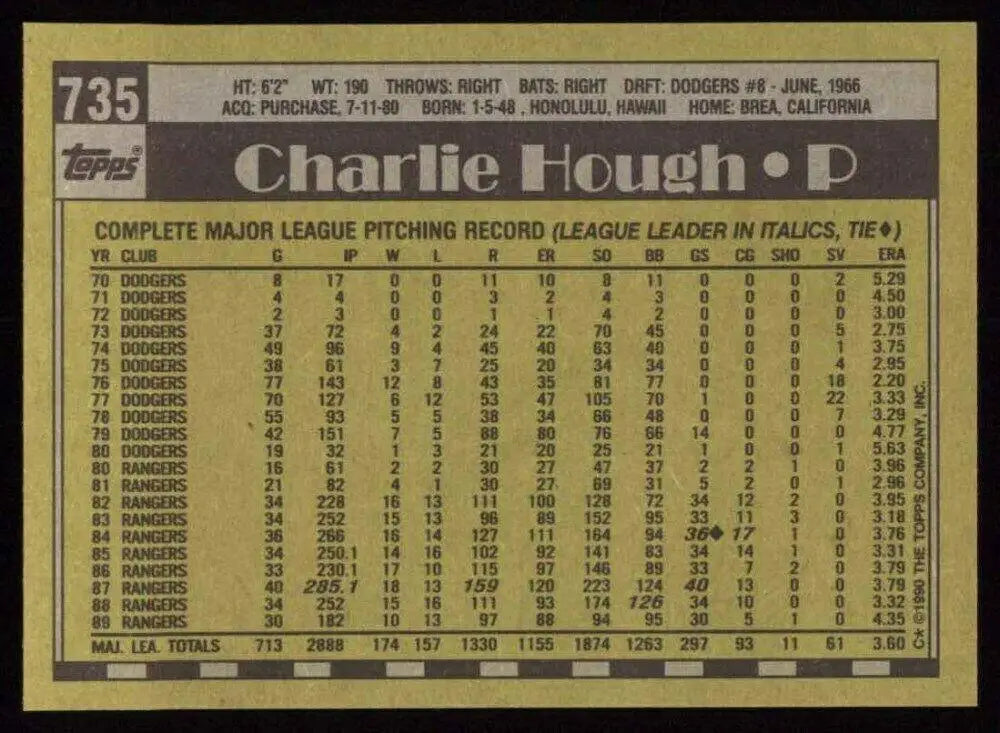 735
HT: 6'2" WT: 190 THROWS: RIGHT BATS: RIGHT DRFT: DODGERS #8 - JUNE, 1966
ACQ: PURCHASE, 7-11-80 BORN: 1-5-48 , HONOLULU, HAWAII HOME: BREA, CALIFORNIA
Topps®
Charlie Hough • P
COMPLETE MAJOR LEAGUE PITCHING RECORD (LEAGUE LEADER IN ITALICS, TIE♦)
YR CLUB G IP W L R ER SO BB GS CG SHO SV ERA
70 DODGERS 8 17 0 0 11 10 8 11 0 0 0 2 5.29
71 DODGERS 4 4 0 0 3 2 4 3 0 0 0 0 4.50
72 DODGERS 2 3 0 0 1 1 4 2 0 0 0 0 3.00
73 DODGERS 37 72 4 2 24 22 70 45 0 0 0 5 2.75
74 DODGERS 49 96 9 4 45 40 63 40 0 0 0 1 3.75
75 DODGERS 38 61 3 7 25 20 34 34 0 0 0 4 2.95
76 DODGERS 77 143 12 8 43 35 81 77 0 0 0 18 2.20
77 DODGERS 70 127 6 12 53 47 105 70 1 0 0 22 3.33
78 DODGERS 55 93 5 5 38 34 66 48 0 0 0 7 3.29
79 DODGERS 42 151 7 5 88 80 76 66 14 0 0 0 4.77
80 DODGERS 19 32 1 3 21 20 25 21 1 0 0 1 5.63
80 RANGERS 16 61 2 2 30 27 47 37 2 2 1 0 3.96
81 RANGERS 21 82 4 1 30 27 69 31 5 2 0 1 2.96
82 RANGERS 34 228 16 13 111 100 128 72 34 12 2 0 3.95
83 RANGERS 34 252 15 13 96 89 152 95 33 11 3 0 3.18
84 RANGERS 36 266 16 14 127 111 164 94 36♦ 17 1 0 3.76
85 RANGERS 34 250.1 14 16 102 92 141 83 34 14 1 0 3.31
86 RANGERS 33 230.1 17 10 115 97 146 89 33 7 2 0 3.79
87 RANGERS 40 285.1 18 13 159 120 223 124 40 13 0 0 3.79
88 RANGERS 34 252 15 16 111 93 174 126 34 10 0 0 3.32
89 RANGERS 30 182 10 13 97 88 94 95 30 5 1 0 4.35
MAJ. LEA. TOTALS 713 2888 174 157 1330 1155 1874 1263 297 93 11 61 3.60
C* ©1990 THE TOPPS COMPANY, INC.